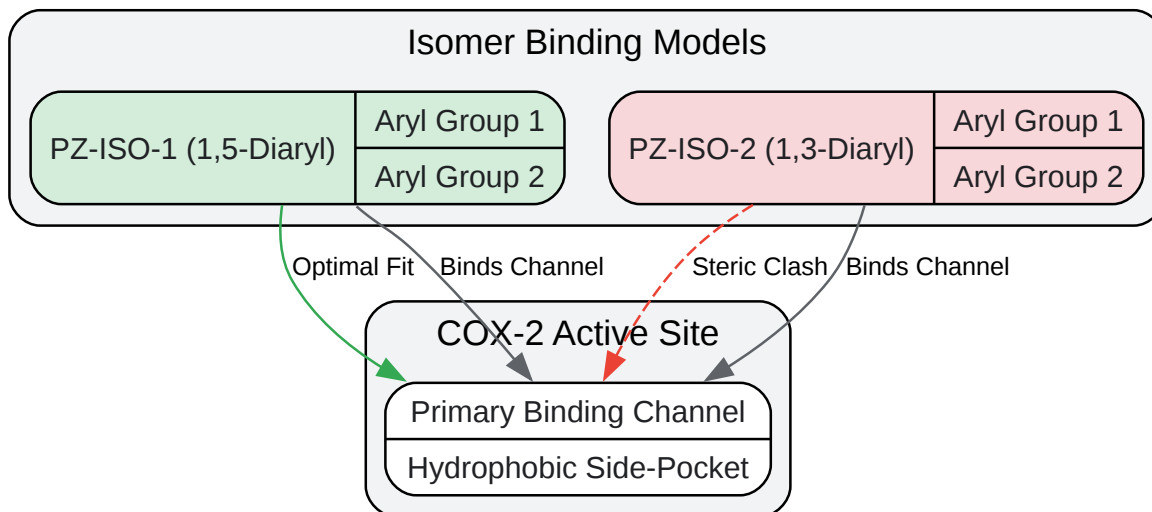 Isomer Binding Models
PZ-ISO-1 (1,5-Diaryl)
Aryl Group 1
Aryl Group 2
PZ-ISO-2 (1,3-Diaryl)
Aryl Group 1
Aryl Group 2
Optimal Fit
Binds Channel
Steric Clash
Binds Channel
COX-2 Active Site
Primary Binding Channel
Hydrophobic Side-Pocket